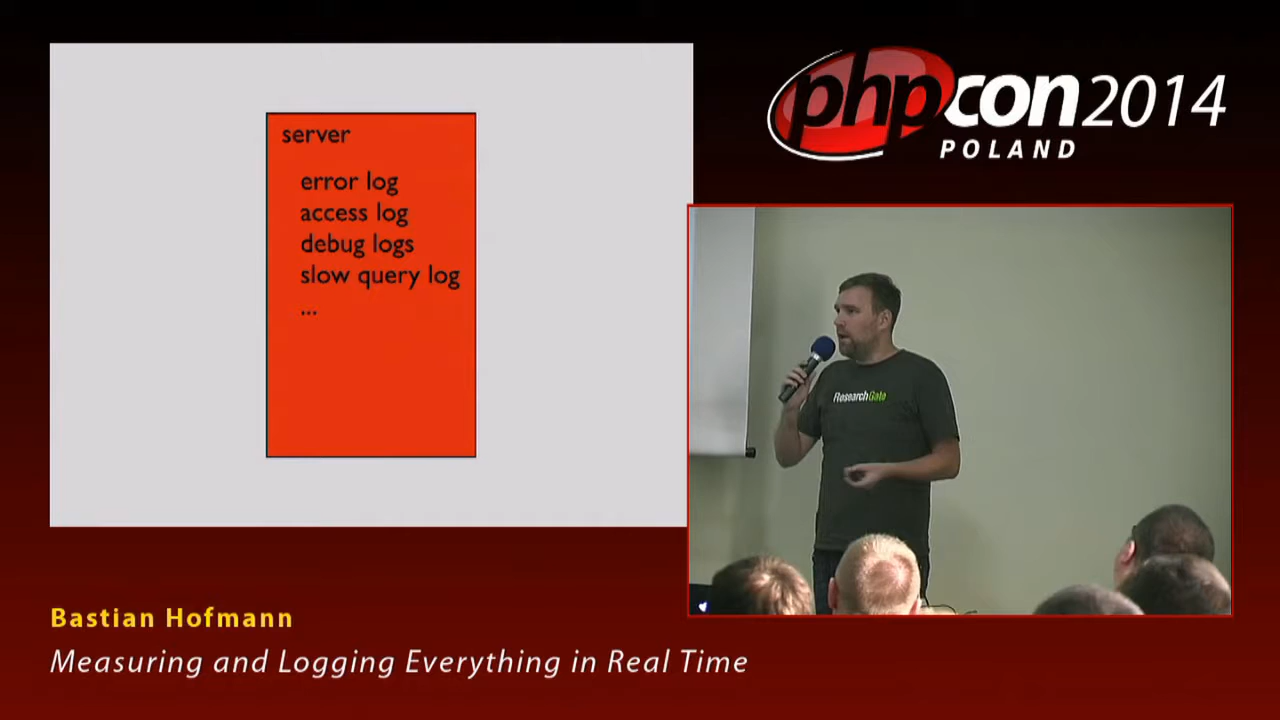 server
error log
access log
debug logs
slow query log
...
phpcon2014
POLAND
ResearchGate
Bastian Hofmann
Measuring and Logging Everything in Real Time